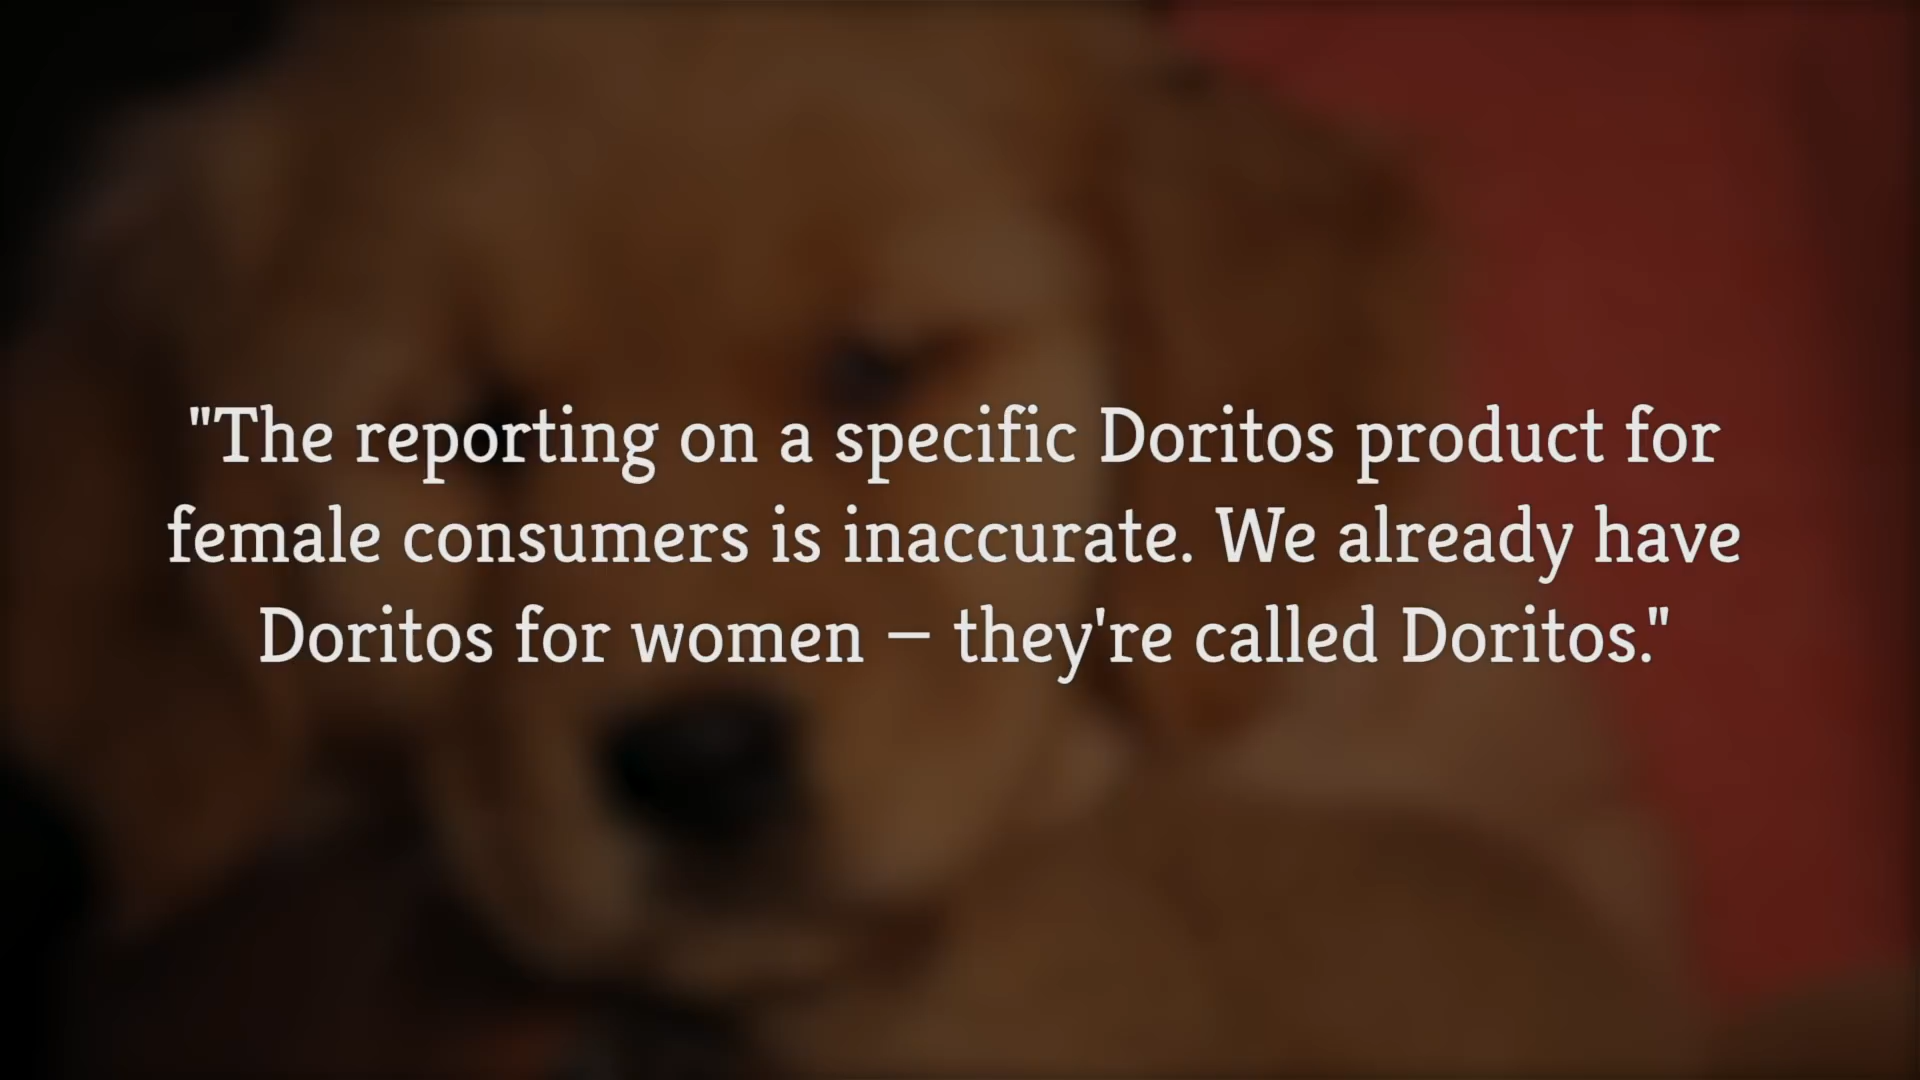 "The reporting on a specific Doritos product for
female consumers is inaccurate. We already have
Doritos for women – they're called Doritos."